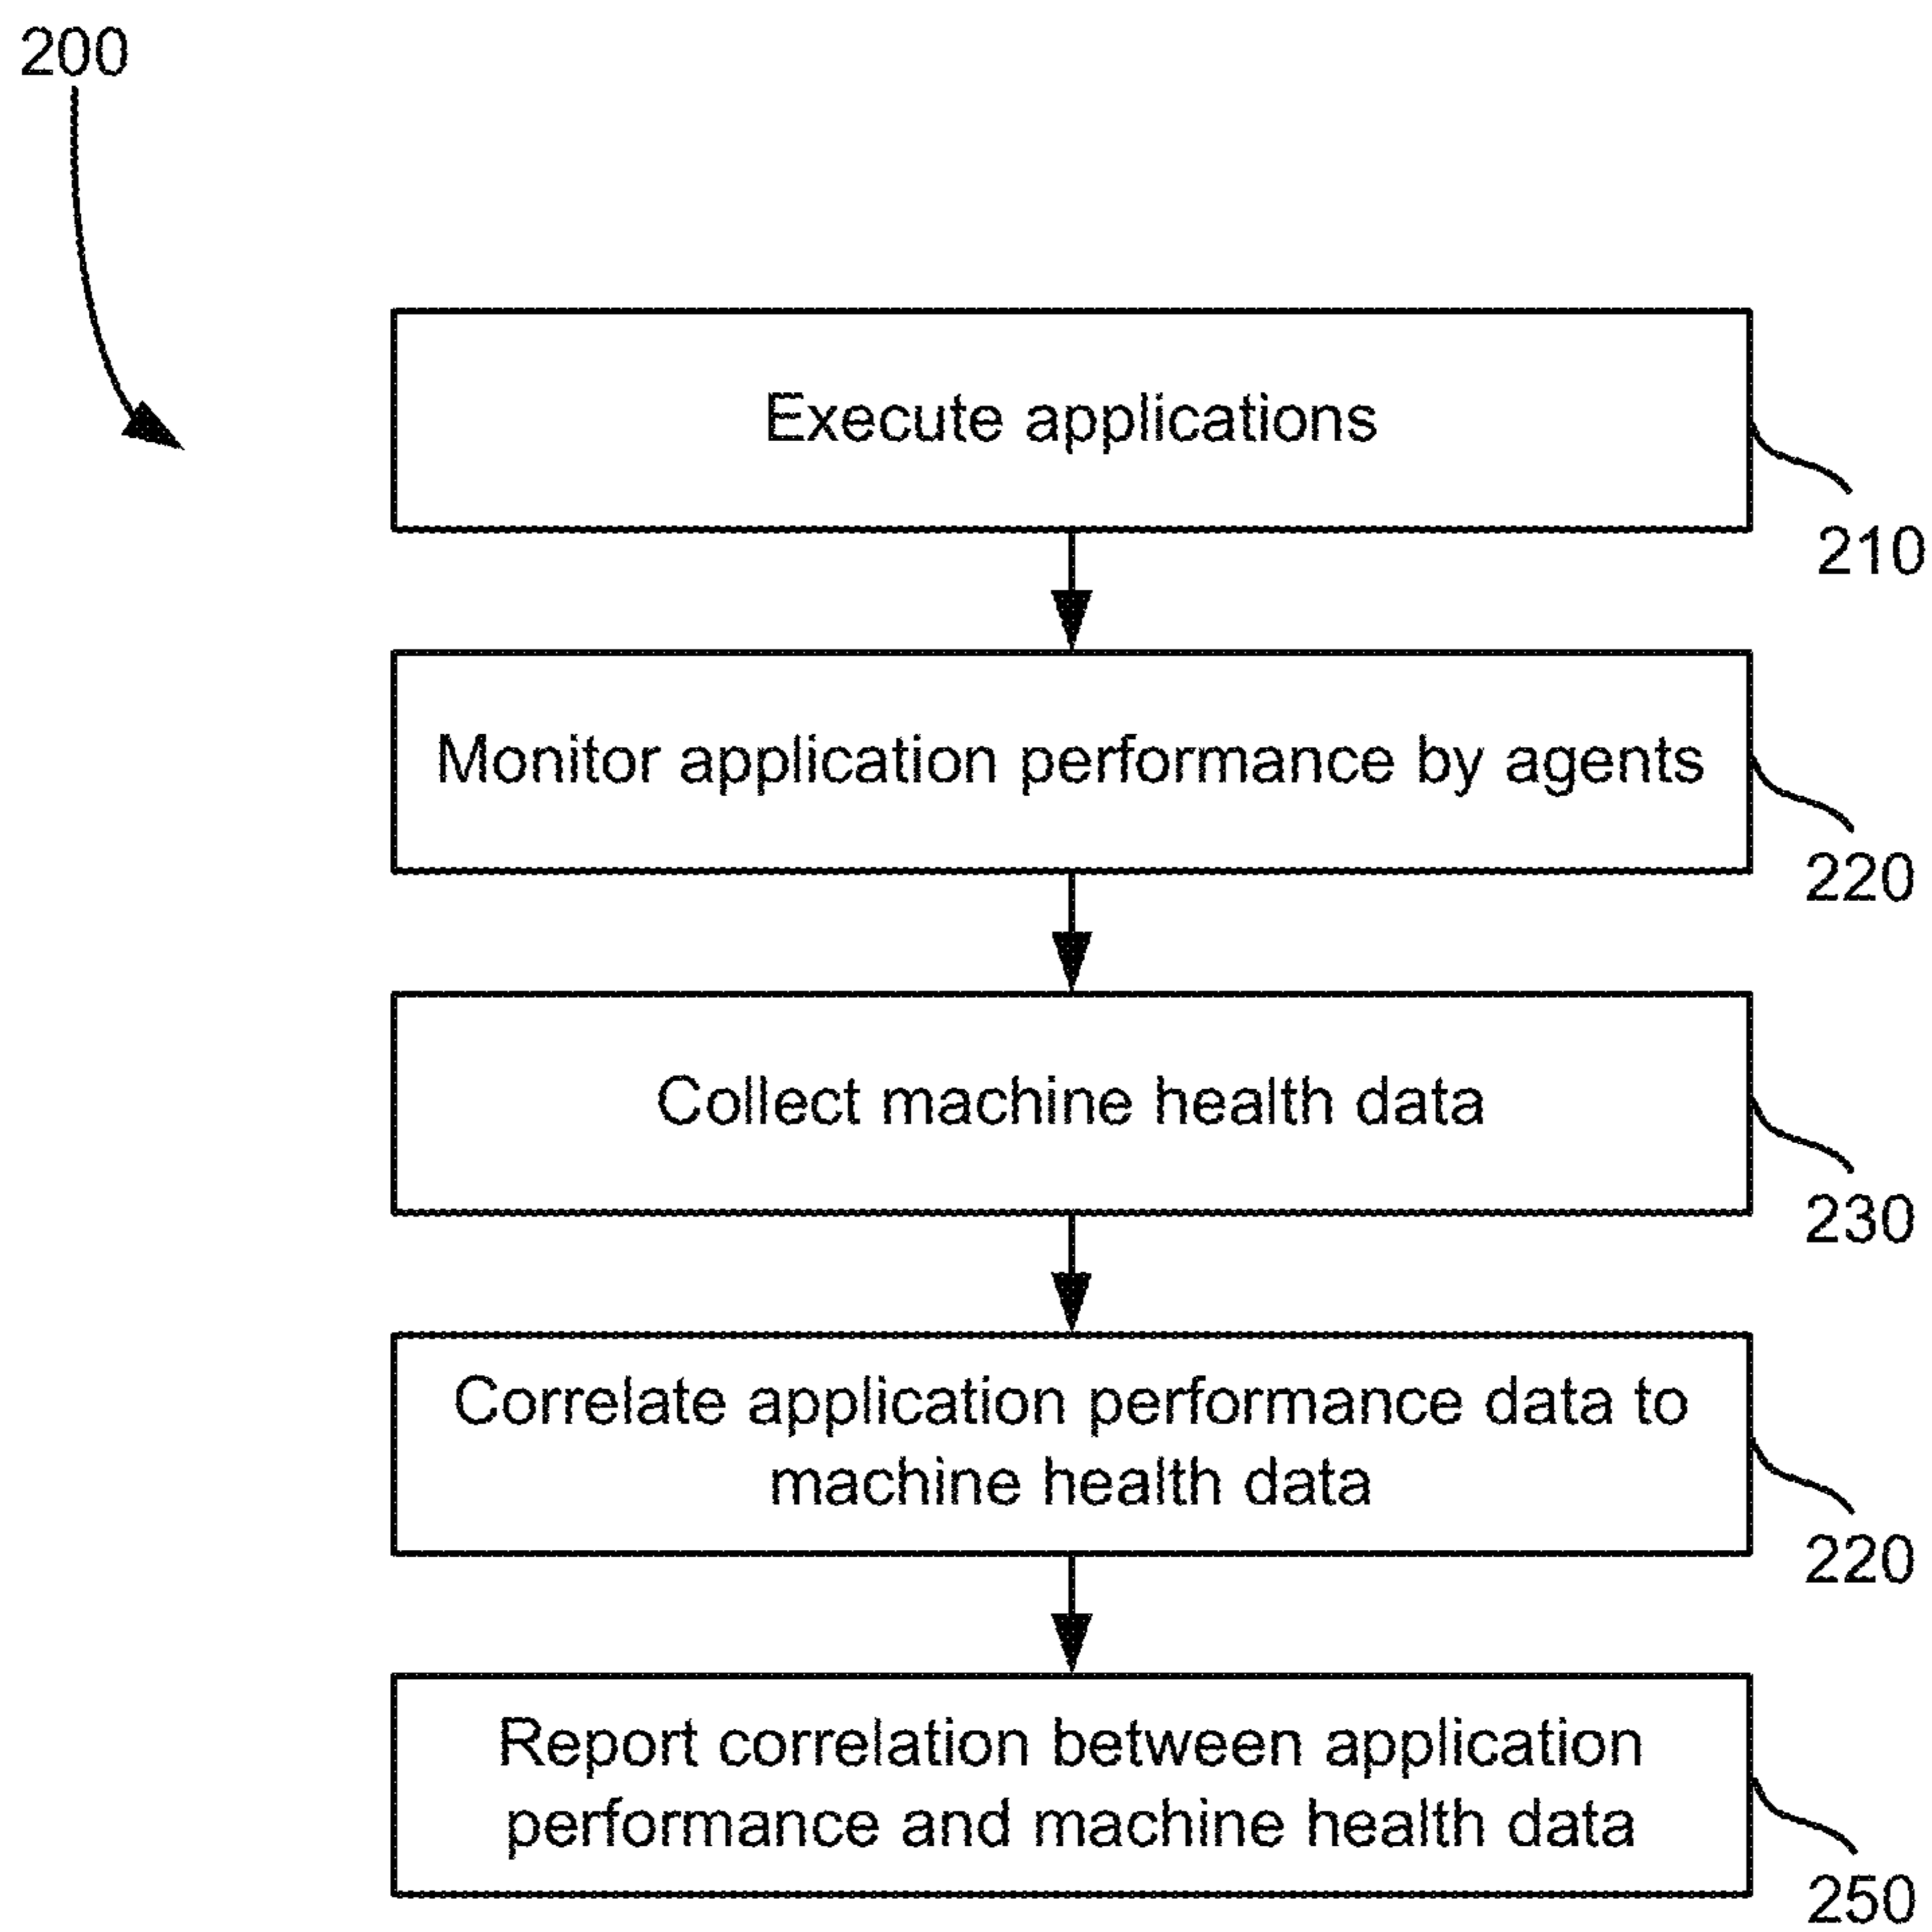 200
Execute applications
210
Monitor application performance by agents
220
Collect machine health data
230
Correlate application performance data to
machine health data
220
Report correlation between application
performance and machine health data
250